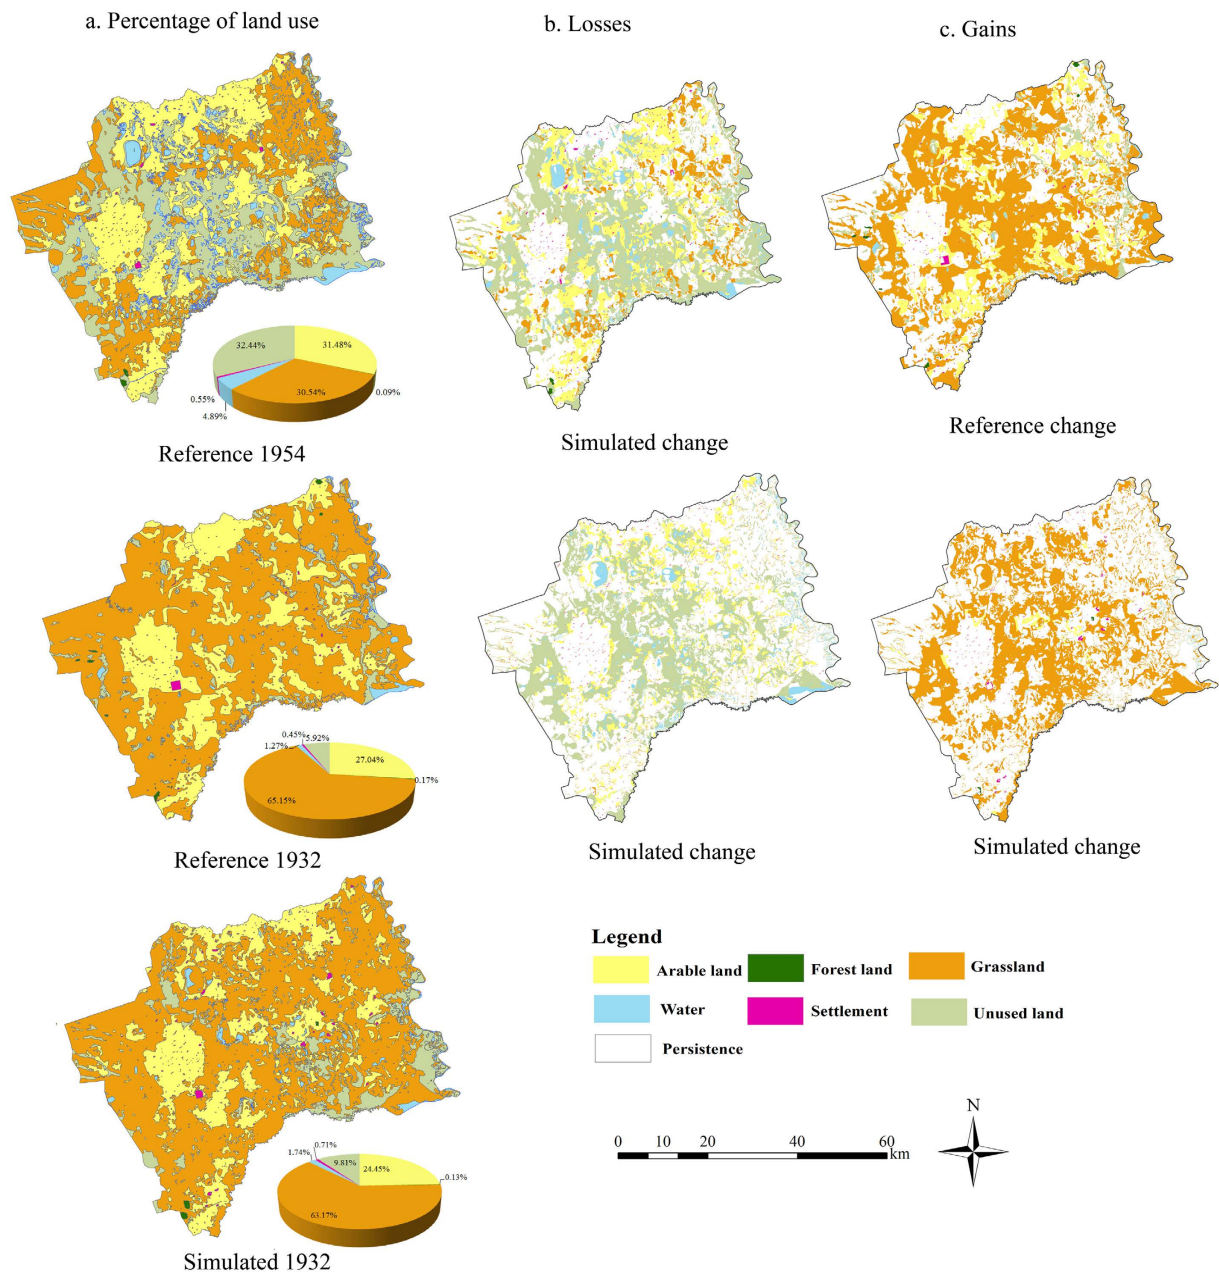 a. Percentage of land use
b. Losses
c. Gains
32.44%
31.48%
0.55%
30.54%
0.09%
4.89%
Reference 1954
Simulated change
Reference change
0.45%
5.92%
1.27%
27.04%
0.17%
65.15%
Reference 1932
Simulated change
Simulated change
Legend
Arable land
Forest land
Grassland
Water
Settlement
Unused land
Persistence
N
0 10 20 40 60
km
0.71%
1.74%
9.81%
24.45%
0.13%
63.17%
Simulated 1932